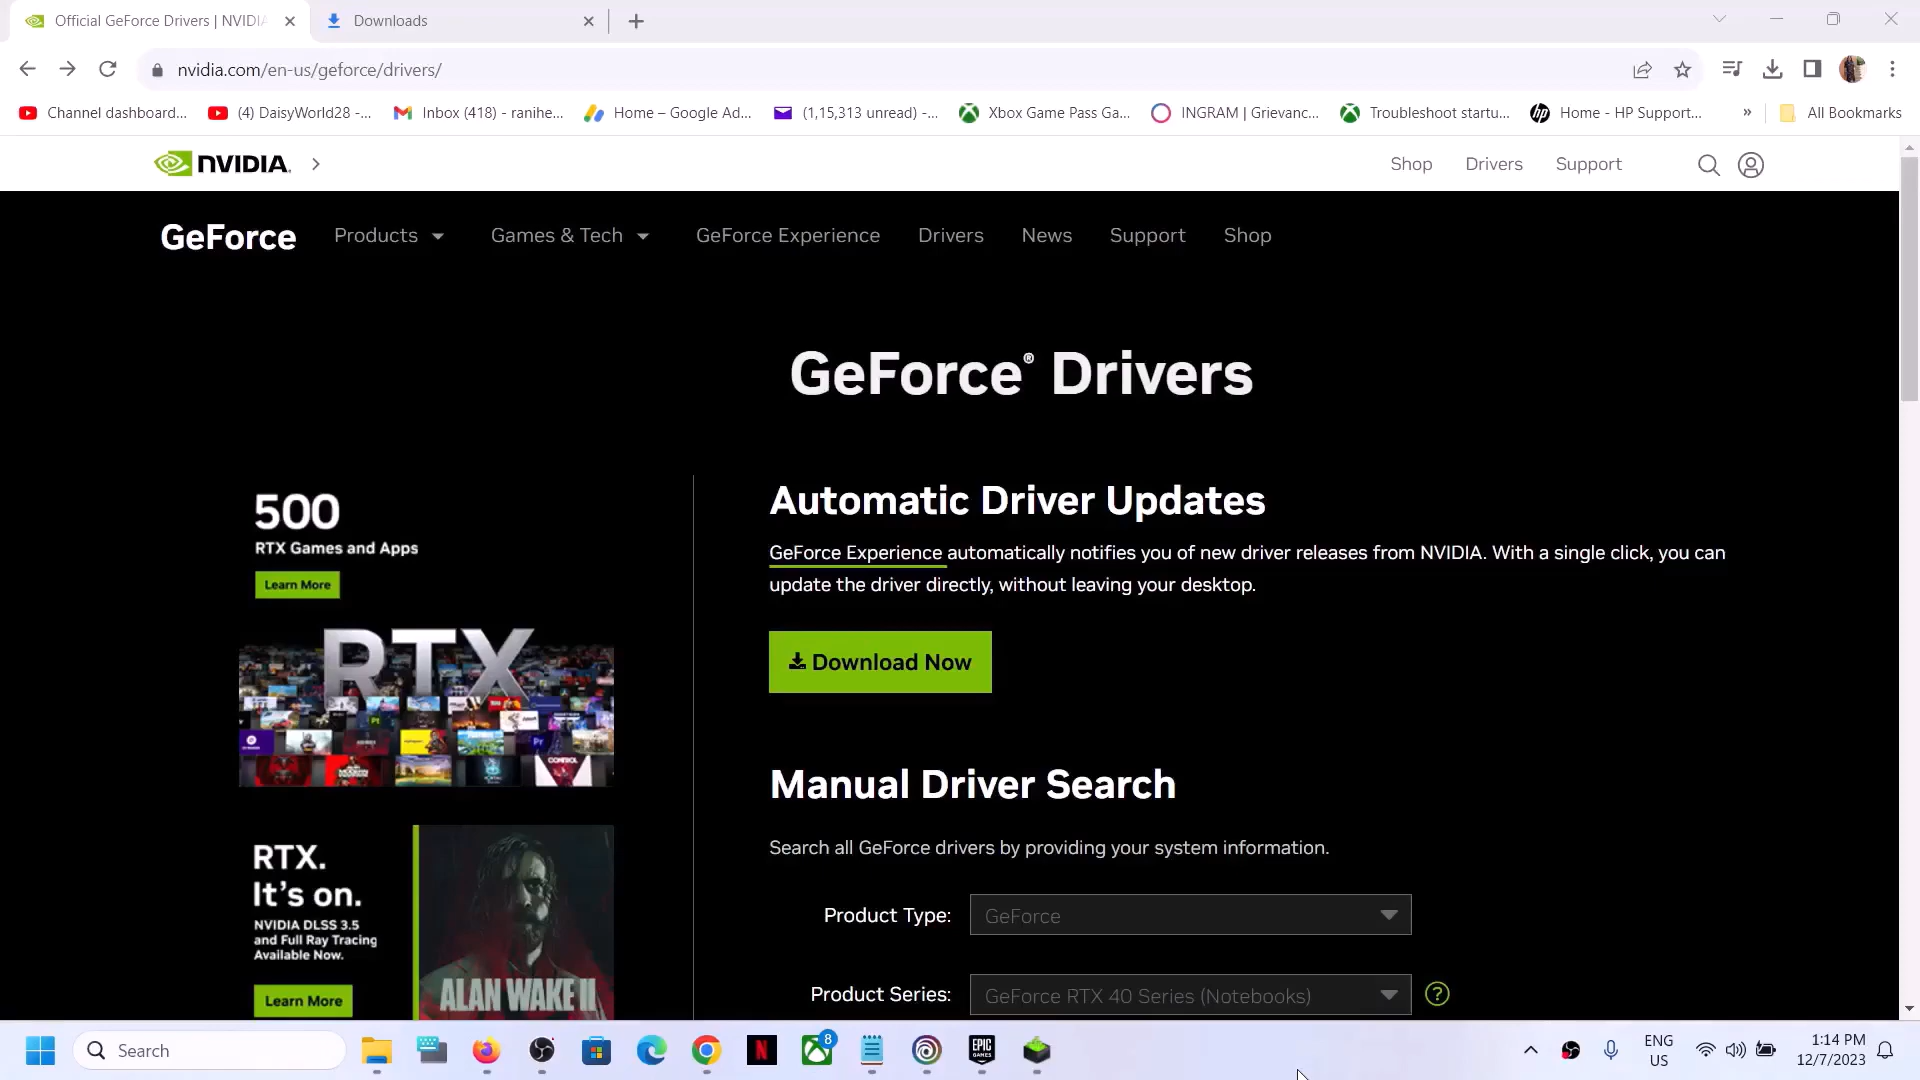 Official GeForce Drivers | NVIDIA
Downloads
nvidia.com/en-us/geforce/drivers/
Channel dashboard...
(4) DaisyWorld28 -...
Inbox (418) - ranihe...
Home – Google Ad...
(1,15,313 unread) -...
Xbox Game Pass Ga...
INGRAM | Grievanc...
Troubleshoot startu...
Home - HP Support...
»
All Bookmarks
NVIDIA.
Shop
Drivers
Support
GeForce
Products
Games & Tech
GeForce Experience
Drivers
News
Support
Shop
GeForce® Drivers
500
RTX Games and Apps
Learn More
RTX
CONTROL
RTX.
It's on.
NVIDIA DLSS 3.5
and Full Ray Tracing
Available Now.
Learn More
ALAN WAKE II
Automatic Driver Updates
GeForce Experience automatically notifies you of new driver releases from NVIDIA. With a single click, you can
update the driver directly, without leaving your desktop.
Download Now
Manual Driver Search
Search all GeForce drivers by providing your system information.
Product Type:
GeForce
Product Series:
GeForce RTX 40 Series (Notebooks)
?
Search
N
8
EPIC
GAMES
ENG
US
1:14 PM
12/7/2023